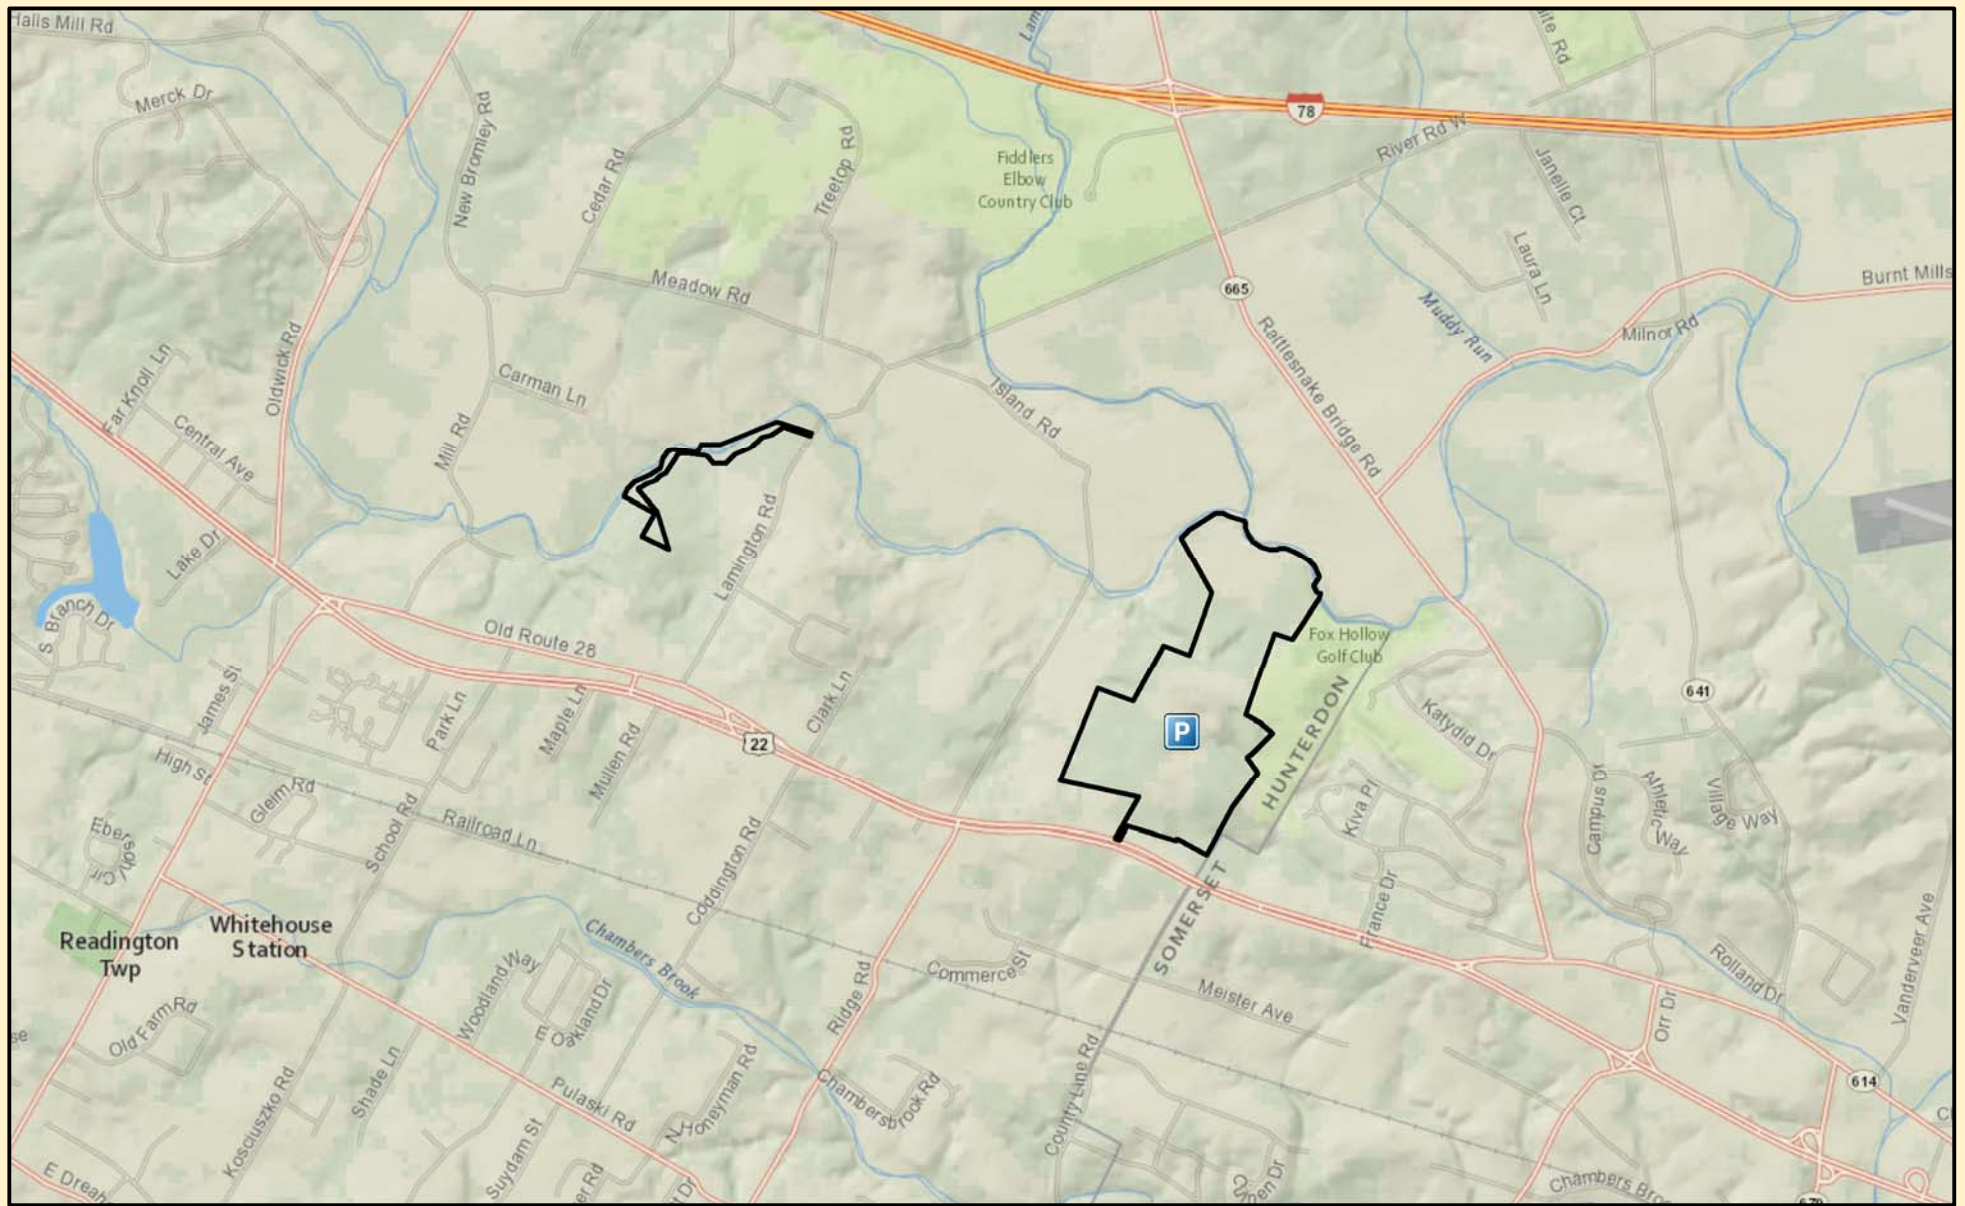 Halls Mill Rd
Merck Dr
New Bromley Rd
Cedar Rd
Treetop Rd
Fiddlers
Elbow
Country Club
78
River Rd W
Janelle Ct
Laura Ln
Burnt Mills
Meadow Rd
665
Muddy Run
Milnor Rd
Oldwick Rd
Far Knoll Ln
Central Ave
Carman Ln
Mill Rd
Island Rd
Rattlesnake Bridge Rd
Lamington Rd
Lake Dr
S Branch Dr
Old Route 28
Fox Hollow
Golf Club
HUNTERDON
P
641
James St
Park Ln
Maple Ln
Mullen Rd
Clark Ln
22
Katydid Dr
High St
Gleim Rd
School Rd
Railroad Ln
Coddington Rd
Kiva Pl
Campus Dr
Ahletic Way
Village Way
Ebersohl Cir
Readington
Twp
Whitehouse
Station
Chambers Brook
SOMERSET
France Dr
Commerce St
Meister Ave
Rolland Dr
Vanderveer Ave
Orr Dr
Woodland Way
E Oakland Dr
Ridge Rd
Old Farm Rd
Shade Ln
Kosciuszko Rd
Pulaski Rd
N Honeyman Rd
Chambersbrook Rd
County Line Rd
614
Suydam St
Chambers Bro